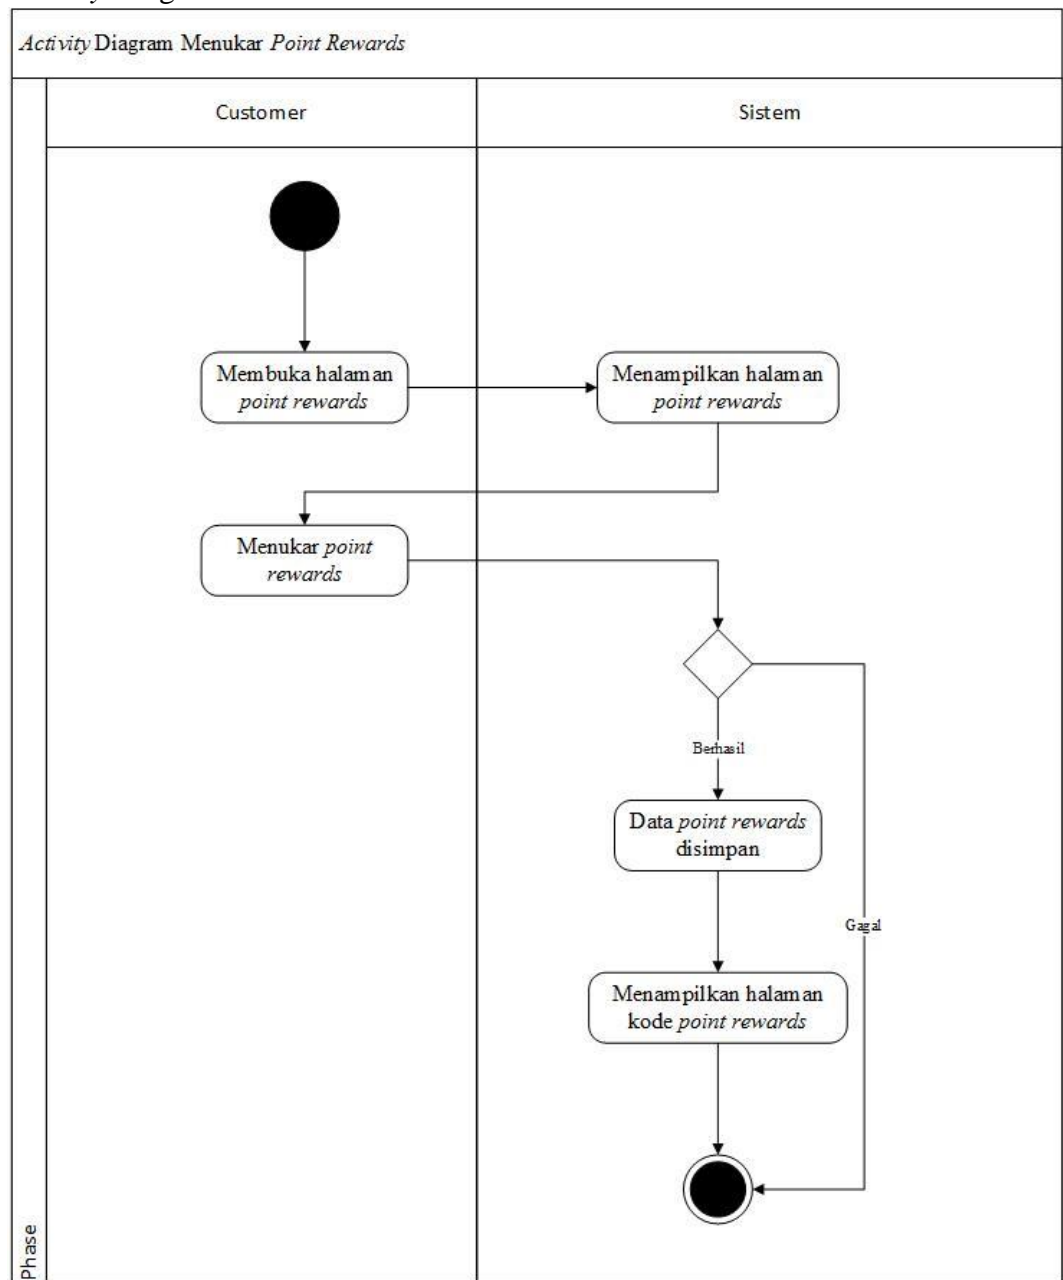 Activity Diagram Menukar Point Rewards
Customer
Sistem
Membuka halaman
point rewards
Menampilkan halaman
point rewards
Menukar point
rewards
Berhasil
Data point rewards
disimpan
Gagal
Menampilkan halaman
kode point rewards
Phase